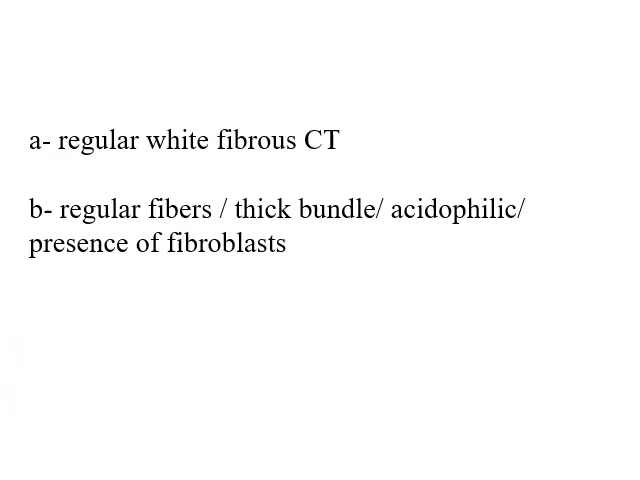 a- regular white fibrous CT
b- regular fibers / thick bundle/ acidophilic/
presence of fibroblasts